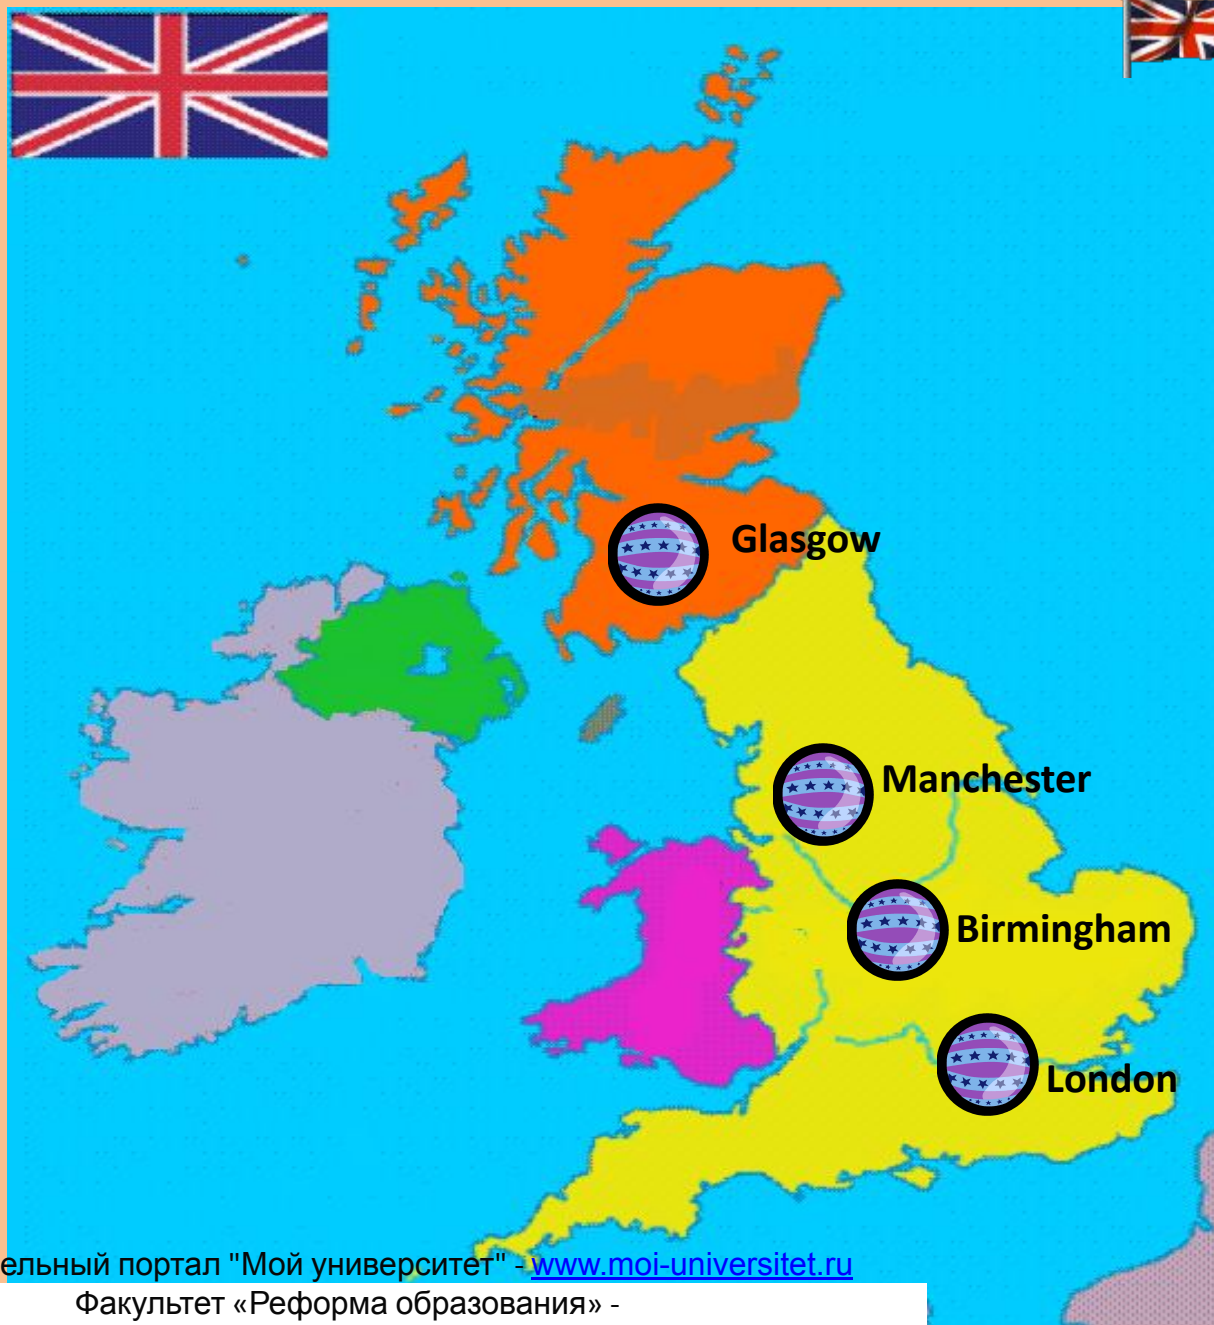 Glasgow
Manchester
Birmingham
London
ельный портал "Мой университет" - www.moi-universitet.ru
Факультет «Реформа образования» -